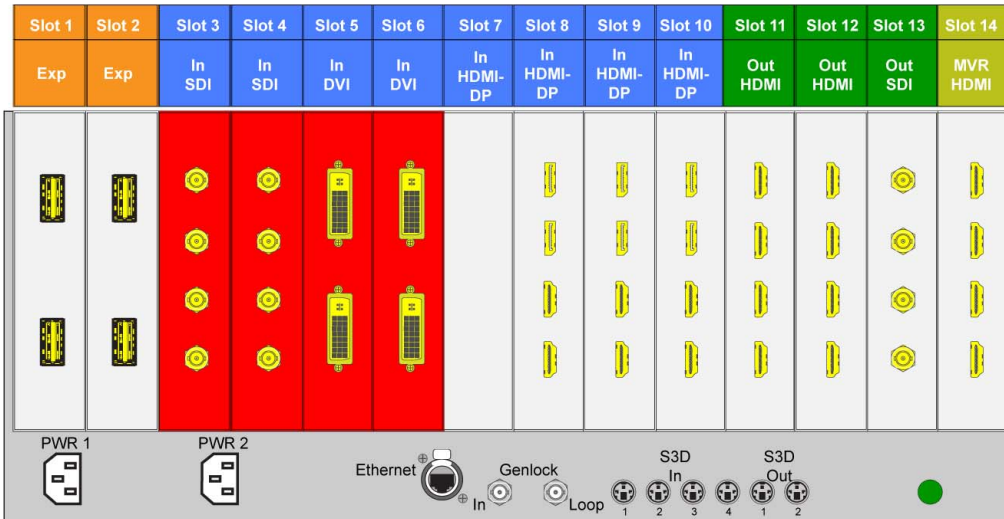 Slot 1 Slot 2 Slot 3 Slot 4 Slot 5 Slot 6 Slot 7 Slot 8 Slot 9 Slot 10 Slot 11 Slot 12 Slot 13 Slot 14
Exp
Exp
In
SDI
In
SDI
In
DVI
In
DVI
In
HDMI-
DP
In
HDMI-
DP
In
HDMI-
DP
In
HDMI-
DP
Out
HDMI
Out
HDMI
Out
SDI
MVR
HDMI
PWR 1
PWR 2
Ethernet
Genlock
In
Loop
S3D
In
S3D
Out
1 2 3 4 1 2